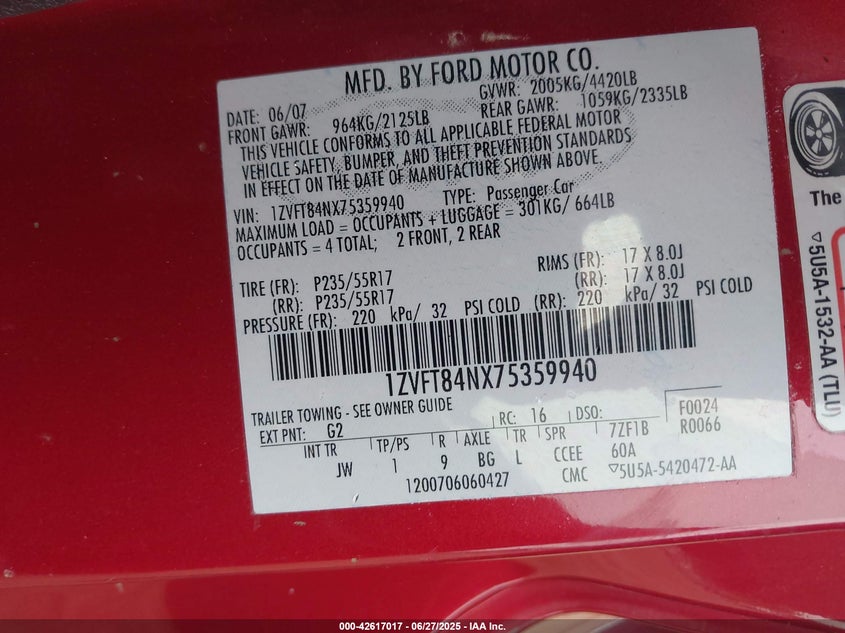 MFD. BY FORD MOTOR CO.
DATE: 06/07 GVWR: 2005KG/4420LB
FRONT GAWR: 964KG/2125LB REAR GAWR: 1059KG/2335LB
THIS VEHICLE CONFORMS TO ALL APPLICABLE FEDERAL MOTOR
VEHICLE SAFETY, BUMPER, AND THEFT PREVENTION STANDARDS
IN EFFECT ON THE DATE OF MANUFACTURE SHOWN ABOVE.
VIN: 1ZVFT84NX75359940 TYPE: Passenger Car
MAXIMUM LOAD = OCCUPANTS + LUGGAGE = 301KG/ 664LB
OCCUPANTS = 4 TOTAL; 2 FRONT, 2 REAR
TIRE (FR): P235/55R17 RIMS (FR): 17 X 8.0J
(RR): P235/55R17 (RR): 17 X 8.0J
PRESSURE (FR): 220 kPa/ 32 PSI COLD (RR): 220 kPa/ 32 PSI COLD
1ZVFT84NX75359940
TRAILER TOWING - SEE OWNER GUIDE
EXT PNT: G2 RC: 16 DSO: F0024
INT TR TP/PS R AXLE TR SPR 7ZF1B R0066
JW 1 9 BG L CCEE 60A
1200706060427 CMC ▽5U5A-5420472-AA
The
▽5U5A-1532-AA (TLU)
000-42617017 - 06/27/2025 - IAA Inc.